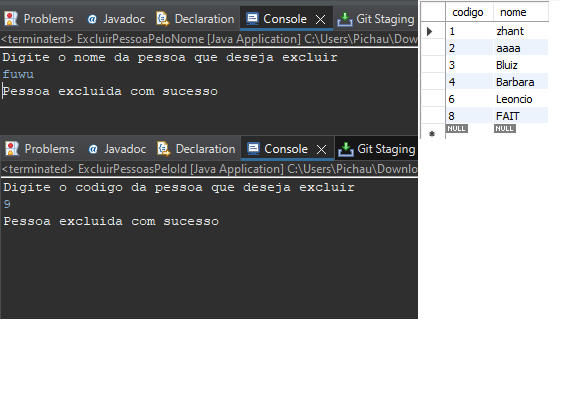 Problems @ Javadoc Declaration Console Git Staging
<terminated> ExcluirPessoaPeloNome [Java Application] C:\Users\Pichau\Downlo
Digite o nome da pessoa que deseja excluir
fuwu
Pessoa excluida com sucesso
Problems @ Javadoc Declaration Console Git Staging
<terminated> ExcluirPessoasPeloId [Java Application] C:\Users\Pichau\Downlo
Digite o codigo da pessoa que deseja excluir
9
Pessoa excluida com sucesso
codigo nome
1 zhant
2 aaaa
3 Bluiz
4 Barbara
6 Leoncio
8 FAIT
NULL NULL